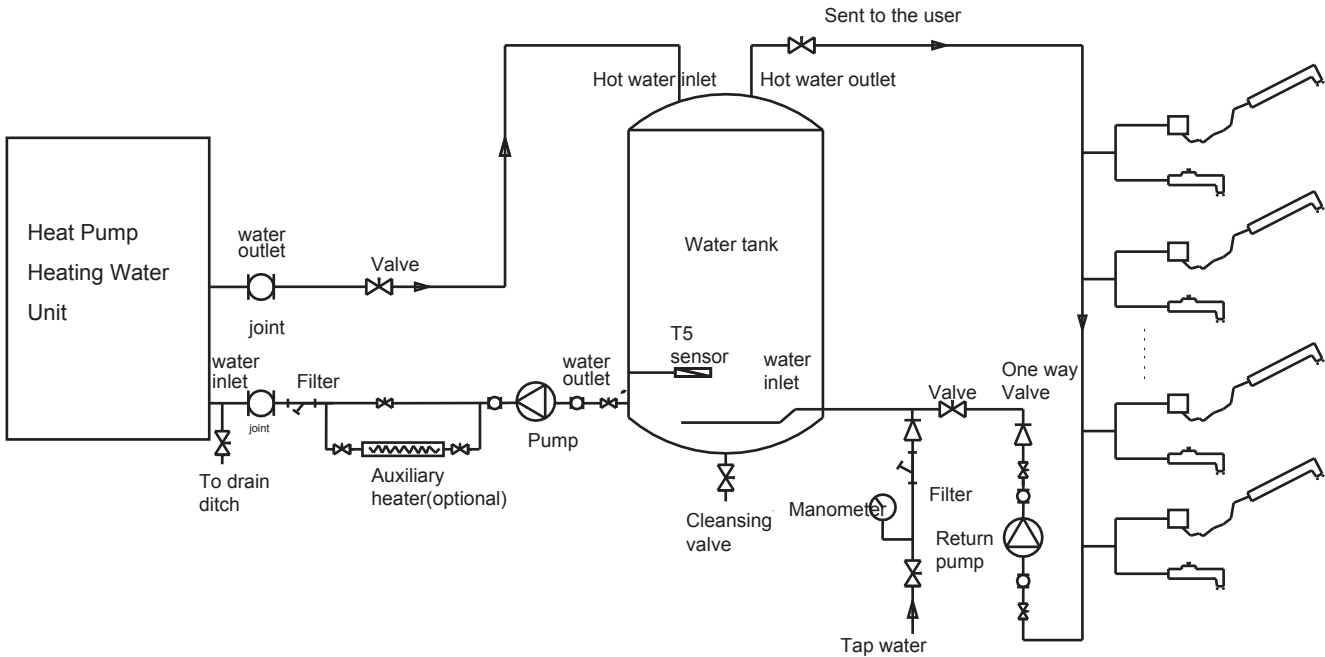 Sent to the user
Hot water inlet
Hot water outlet
Heat Pump
Heating Water
Unit
water
outlet
Valve
joint
Water tank
T5
sensor
water
inlet
water
inlet
Filter
joint
water
outlet
Pump
To drain
ditch
Auxiliary
heater(optional)
Cleansing
valve
Valve
One way
Valve
Manometer
Filter
Return
pump
Tap water